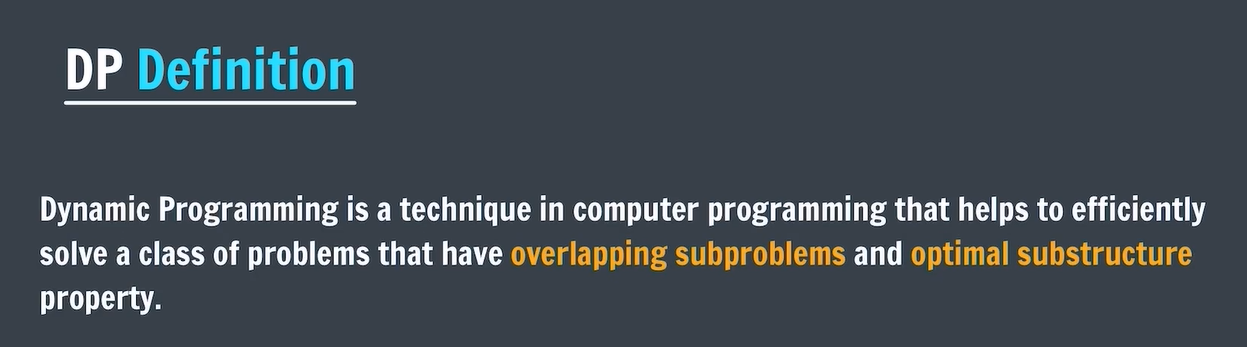 DP Definition
Dynamic Programming is a technique in computer programming that helps to efficiently
solve a class of problems that have overlapping subproblems and optimal substructure
property.